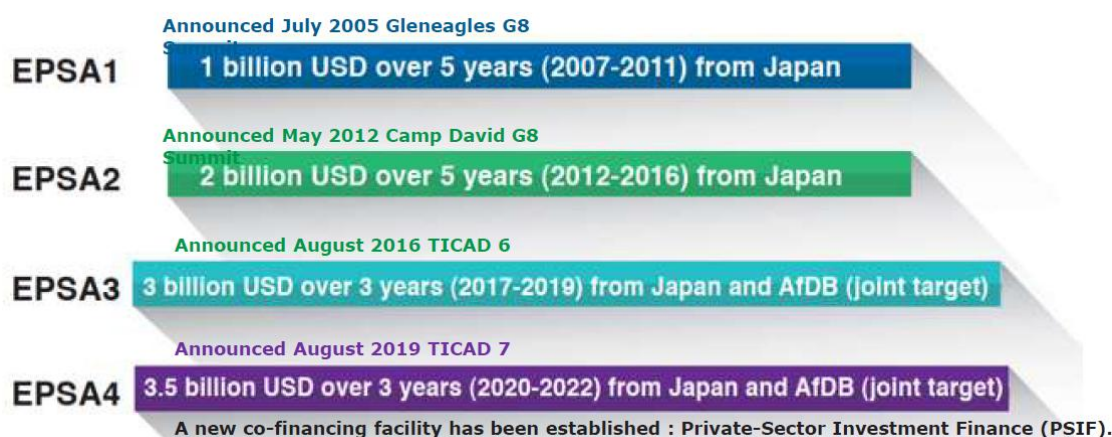 Announced July 2005 Gleneagles G8
Summit
EPSA1
1 billion USD over 5 years (2007-2011) from Japan
Announced May 2012 Camp David G8
Summit
EPSA2
2 billion USD over 5 years (2012-2016) from Japan
Announced August 2016 TICAD 6
EPSA3
3 billion USD over 3 years (2017-2019) from Japan and AfDB (joint target)
Announced August 2019 TICAD 7
EPSA4
3.5 billion USD over 3 years (2020-2022) from Japan and AfDB (joint target)
A new co-financing facility has been established : Private-Sector Investment Finance (PSIF).